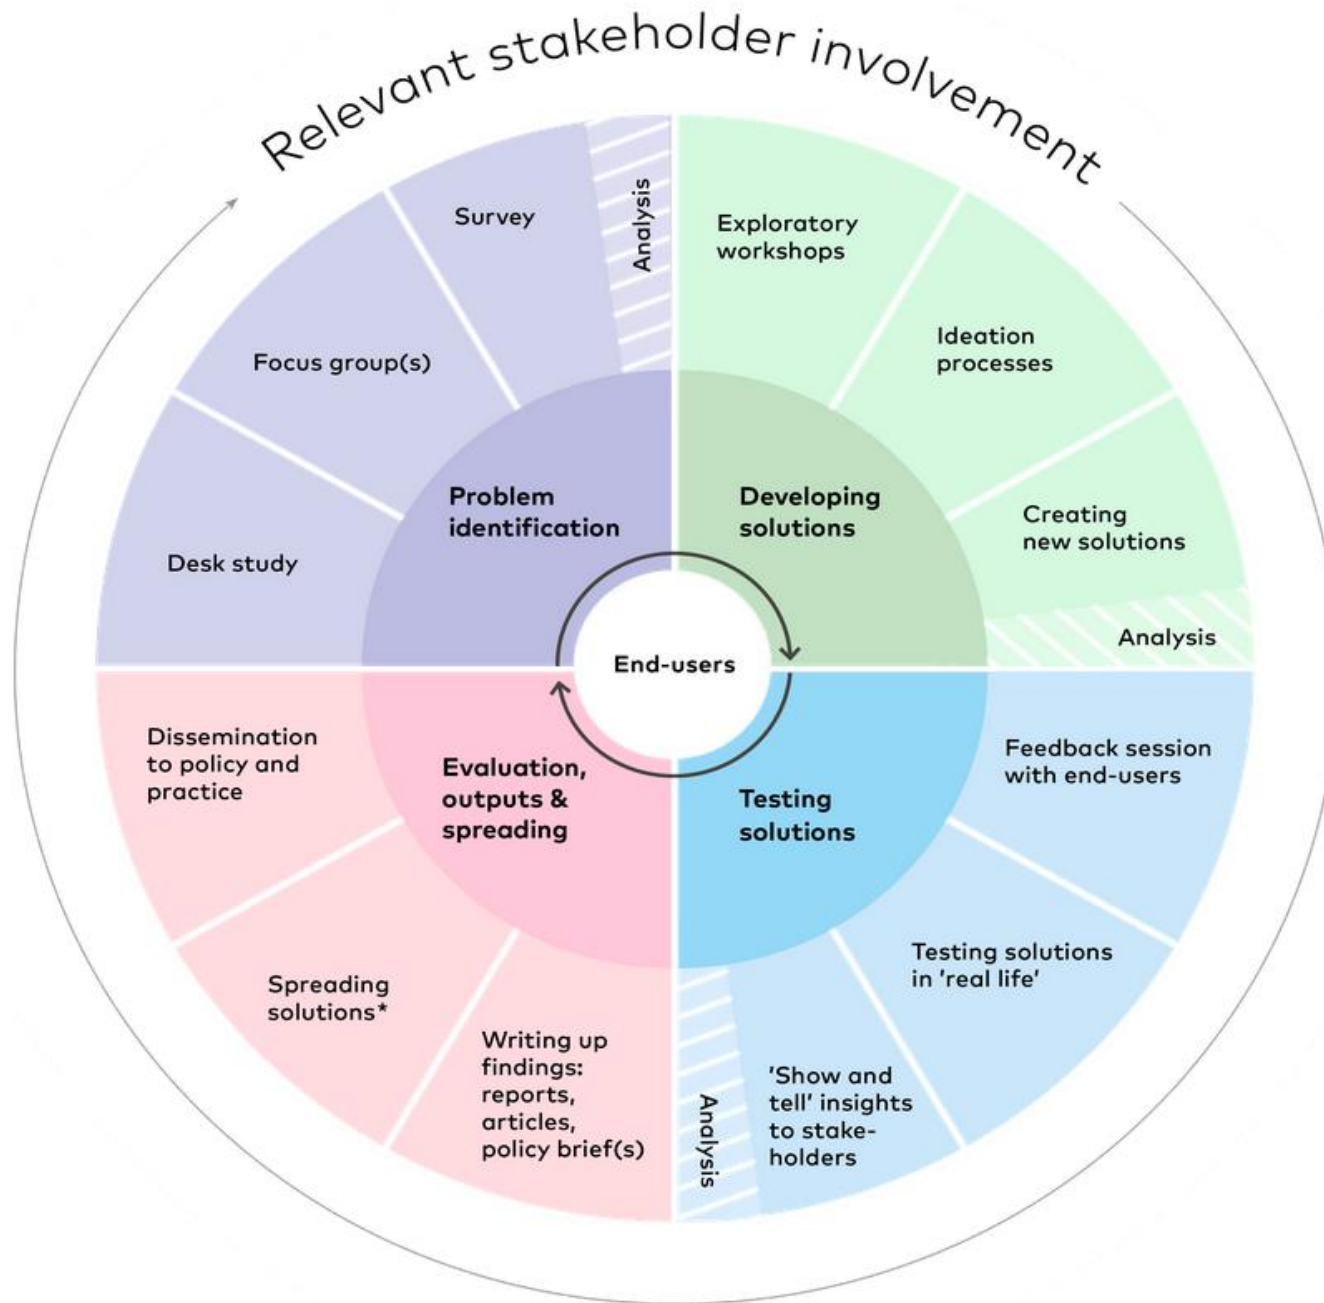 Relevant stakeholder involvement
Survey
Analysis
Focus group(s)
Desk study
Problem
identification
Exploratory
workshops
Ideation
processes
Creating
new solutions
Analysis
Developing
solutions
End-users
Feedback session
with end-users
Testing solutions
in 'real life'
'Show and
tell' insights
to stake-
holders
Analysis
Testing
solutions
Evaluation,
outputs &
spreading
Writing up
findings:
reports,
articles,
policy brief(s)
Spreading
solutions*
Dissemination
to policy and
practice